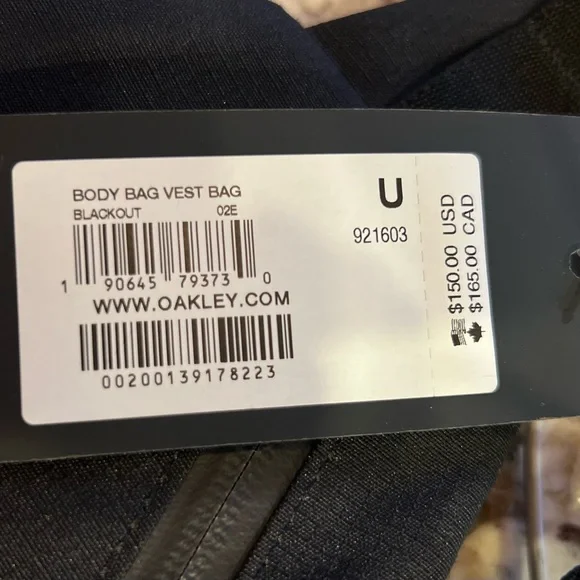 BODY BAG VEST BAG
BLACKOUT 02E
1 90645 79373 0
WWW.OAKLEY.COM
00200139178223
U
921603
$150.00 USD
$165.00 CAD